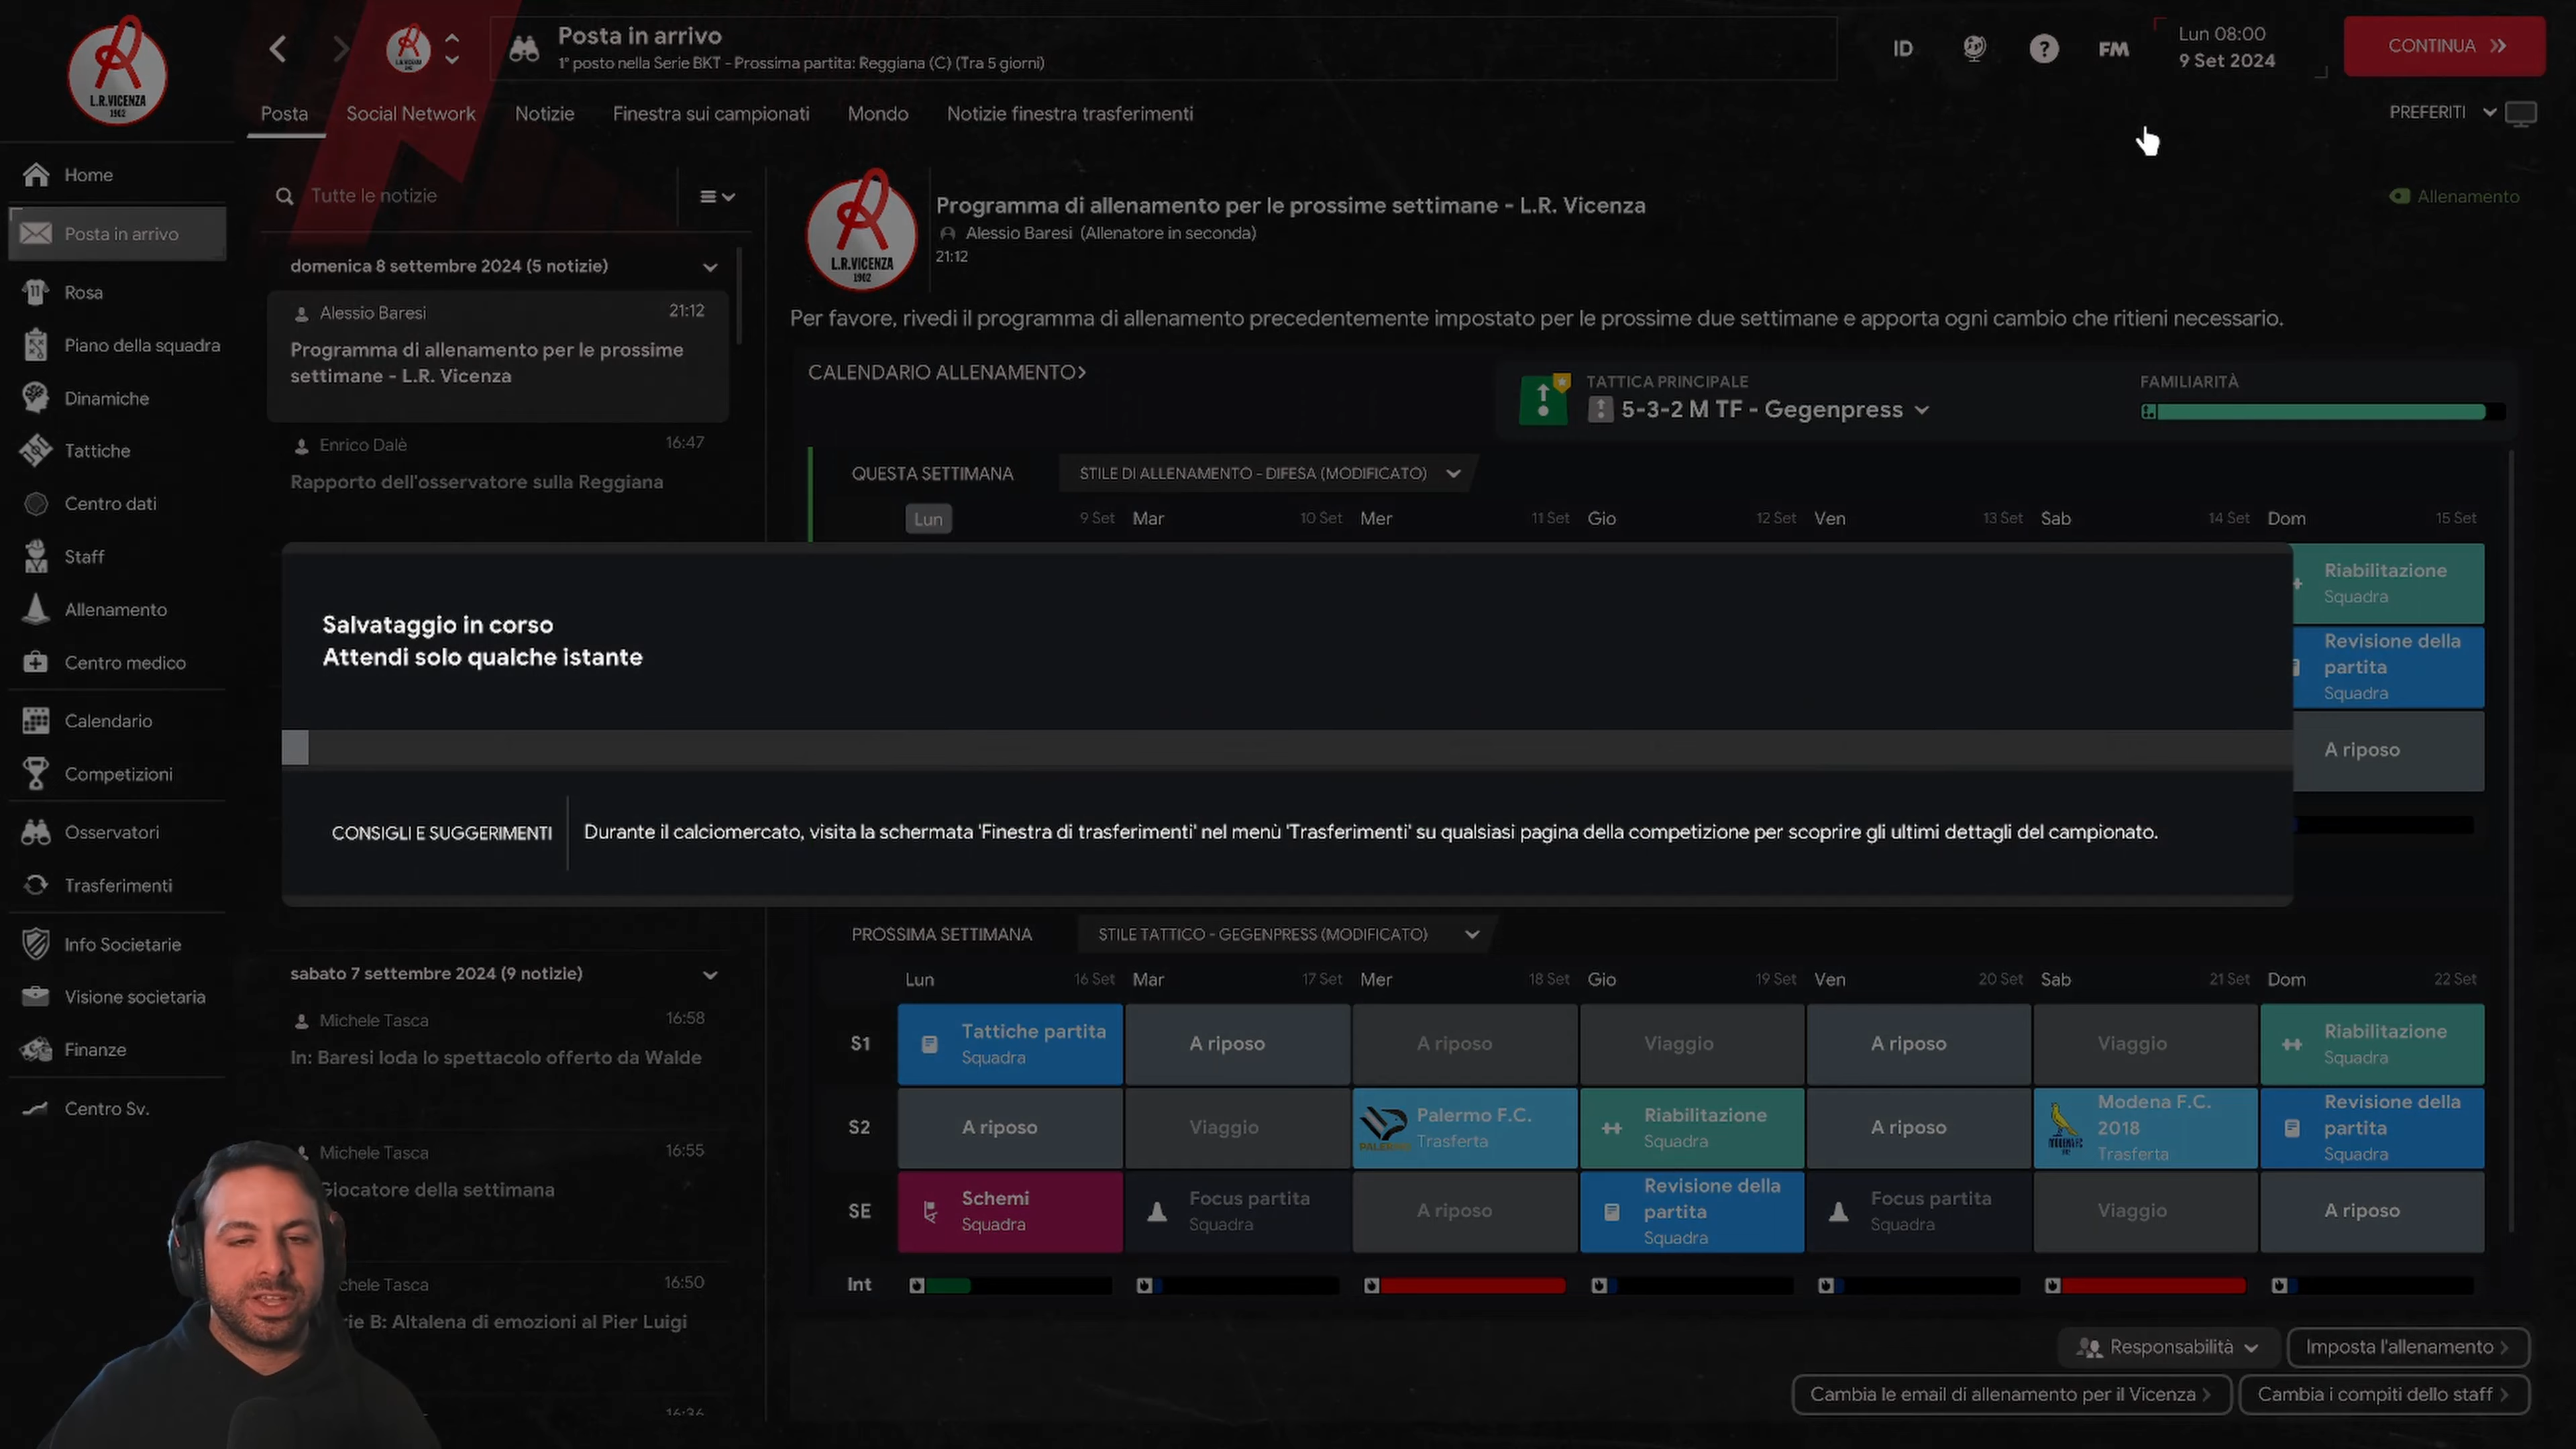 L.R.VICENZA
1902
L.R.VICENZA
Posta in arrivo
1° posto nella Serie BKT - Prossima partita: Reggiana (C) (Tra 5 giorni)
ID
FM
Lun 08:00
9 Set 2024
CONTINUA
Posta
Social Network
Notizie
Finestra sui campionati
Mondo
Notizie finestra trasferimenti
PREFERITI
Home
Posta in arrivo
Rosa
Piano della squadra
Dinamiche
Tattiche
Centro dati
Staff
Allenamento
Centro medico
Calendario
Competizioni
Osservatori
Trasferimenti
Info Societarie
Visione societaria
Finanze
Centro Sv.
Tutte le notizie
domenica 8 settembre 2024 (5 notizie)
Alessio Baresi
21:12
Programma di allenamento per le prossime
settimane - L.R. Vicenza
Enrico Dalè
16:47
Rapporto dell'osservatore sulla Reggiana
L.R.VICENZA
1902
Programma di allenamento per le prossime settimane - L.R. Vicenza
Alessio Baresi (Allenatore in seconda)
21:12
Allenamento
Per favore, rivedi il programma di allenamento precedentemente impostato per le prossime due settimane e apporta ogni cambio che ritieni necessario.
CALENDARIO ALLENAMENTO
TATTICA PRINCIPALE
5-3-2 M TF - Gegenpress
FAMILIARITÀ
QUESTA SETTIMANA
STILE DI ALLENAMENTO - DIFESA (MODIFICATO)
Lun 9 Set Mar 10 Set Mer 11 Set Gio 12 Set Ven 13 Set Sab 14 Set Dom 15 Set
Riabilitazione
Squadra
Revisione della
partita
Squadra
A riposo
Salvataggio in corso
Attendi solo qualche istante
CONSIGLI E SUGGERIMENTI
Durante il calciomercato, visita la schermata 'Finestra di trasferimenti' nel menù 'Trasferimenti' su qualsiasi pagina della competizione per scoprire gli ultimi dettagli del campionato.
sabato 7 settembre 2024 (9 notizie)
Michele Tasca
16:58
In: Baresi loda lo spettacolo offerto da Walde
Michele Tasca
16:55
Giocatore della settimana
chele Tasca
16:50
rie B: Altalena di emozioni al Pier Luigi
16:36
PROSSIMA SETTIMANA
STILE TATTICO - GEGENPRESS (MODIFICATO)
Lun 16 Set Mar 17 Set Mer 18 Set Gio 19 Set Ven 20 Set Sab 21 Set Dom 22 Set
S1
Tattiche partita
Squadra
A riposo
A riposo
Viaggio
A riposo
Viaggio
Riabilitazione
Squadra
S2
A riposo
Viaggio
PALERMO
Palermo F.C.
Trasferta
Riabilitazione
Squadra
A riposo
Modena F.C.
2018
Trasferta
Revisione della
partita
Squadra
SE
Schemi
Squadra
Focus partita
Squadra
A riposo
Revisione della
partita
Squadra
Focus partita
Squadra
Viaggio
A riposo
Int
Responsabilità
Imposta l'allenamento
Cambia le email di allenamento per il Vicenza
Cambia i compiti dello staff